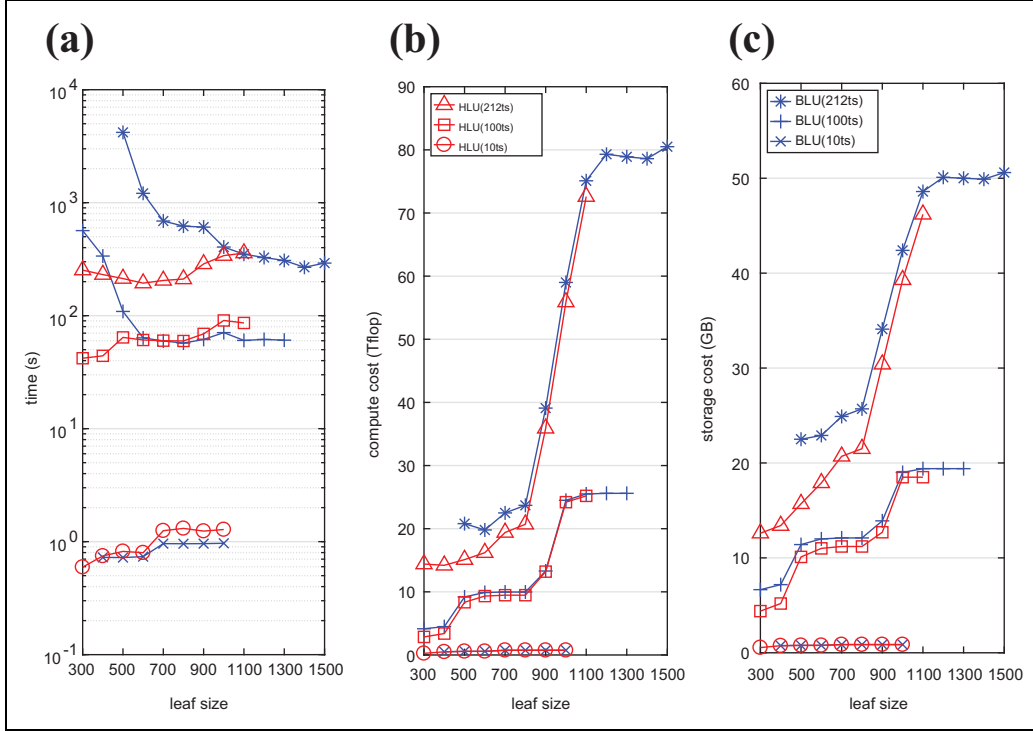 (a)
(b)
(c)
10^4
10^3
10^2
10^1
10^0
10^-1
time (s)
300 500 700 900 1100 1300 1500
leaf size
90
80
70
60
50
40
30
20
10
0
compute cost (Tflop)
HLU(212ts)
HLU(100ts)
HLU(10ts)
300 500 700 900 1100 1300 1500
leaf size
60
50
40
30
20
10
0
storage cost (GB)
BLU(212ts)
BLU(100ts)
BLU(10ts)
300 500 700 900 1100 1300 1500
leaf size